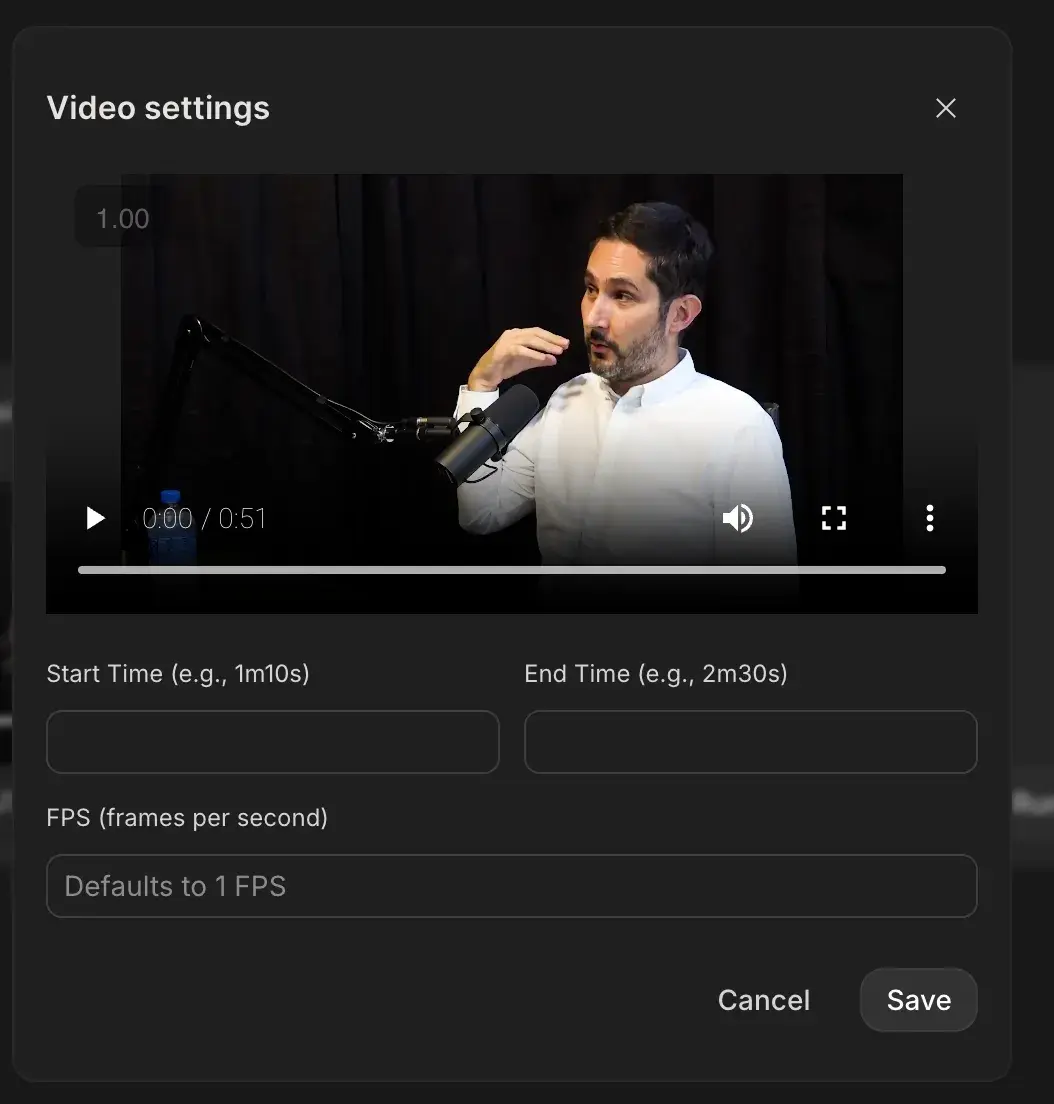 Video settings
1.00
0:00 / 0:51
Start Time (e.g., 1m10s)
End Time (e.g., 2m30s)
FPS (frames per second)
Defaults to 1 FPS
Cancel
Save